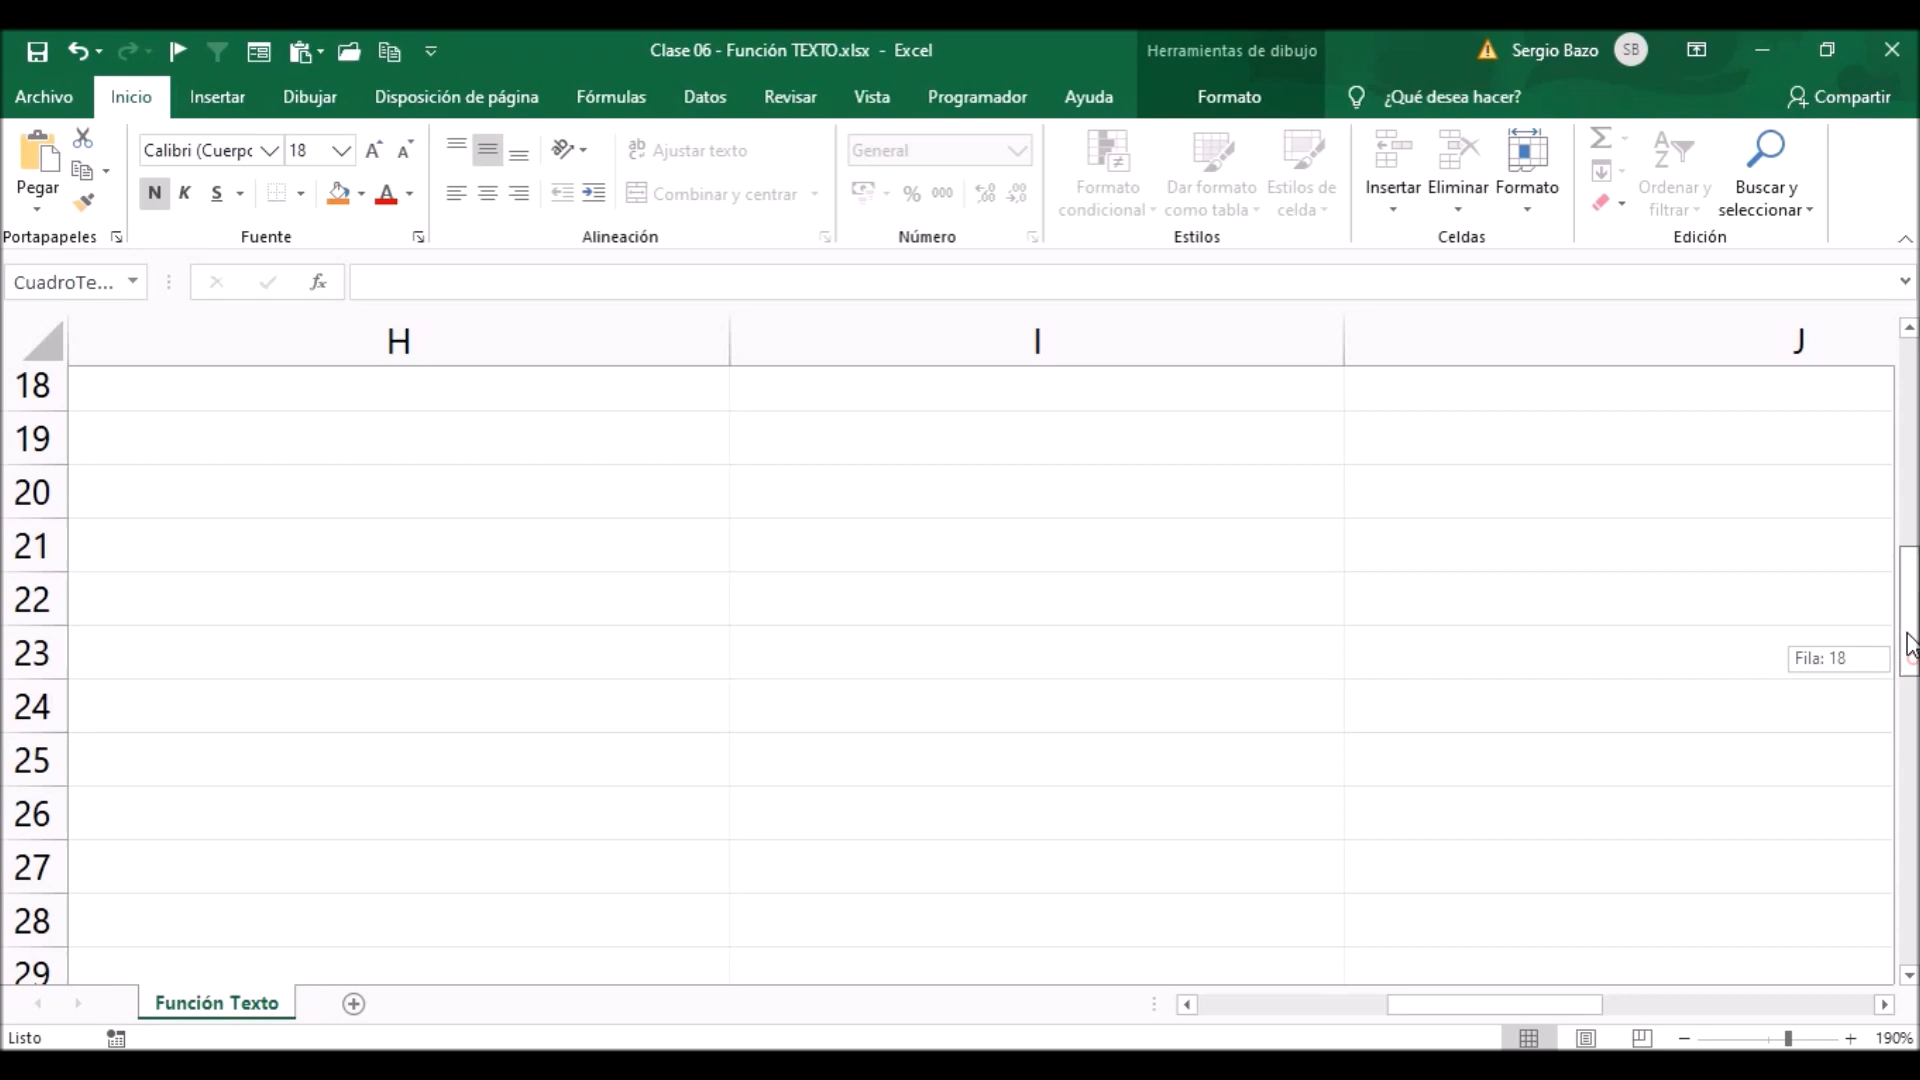 Clase 06 - Función TEXTO.xlsx - Excel
Herramientas de dibujo
Sergio Bazo
SB
Archivo
Inicio
Insertar
Dibujar
Disposición de página
Fórmulas
Datos
Revisar
Vista
Programador
Ayuda
Formato
¿Qué desea hacer?
Compartir
Pegar
Portapapeles
Calibri (Cuerpc
18
N K S
Fuente
Ajustar texto
Combinar y centrar
Alineación
General
% 000
Número
Formato condicional
Dar formato como tabla
Estilos de celda
Estilos
Insertar
Eliminar
Formato
Celdas
Ordenar y filtrar
Buscar y seleccionar
Edición
CuadroTe...
fx
H I J
18
19
20
21
22
23
Fila: 18
24
25
26
27
28
29
Función Texto
Listo
190%